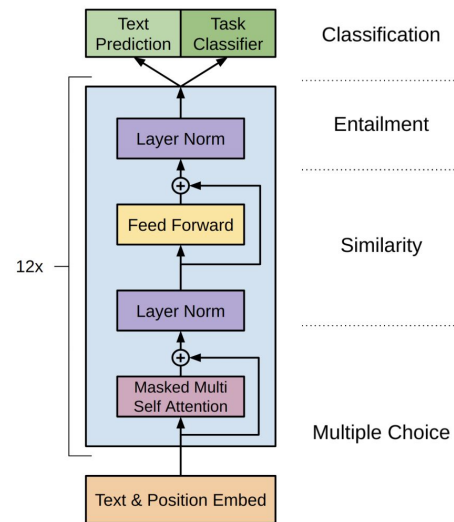 Text
Prediction
Task
Classifier
Classification
Entailment
Layer Norm
+
Feed Forward
Similarity
12x
Layer Norm
+
Masked Multi
Self Attention
Multiple Choice
Text & Position Embed